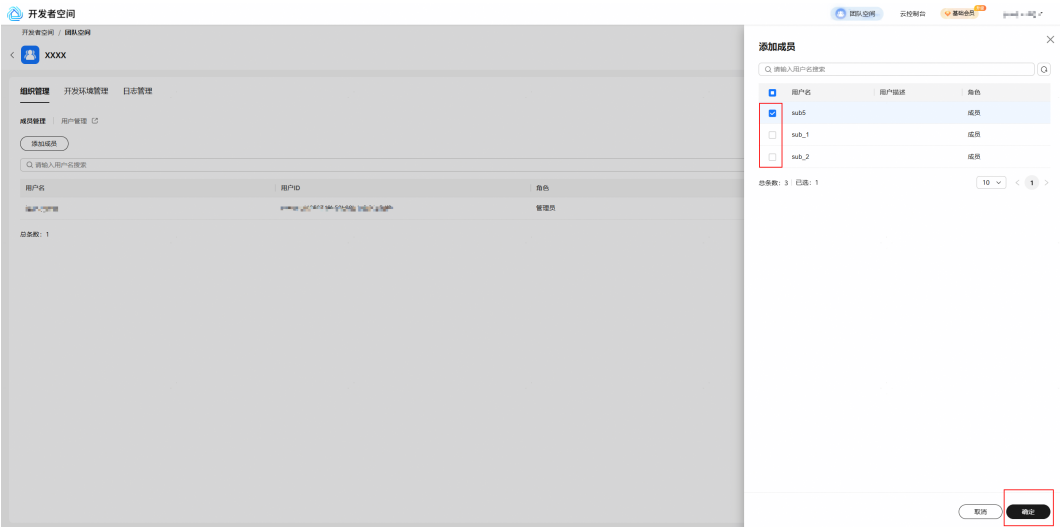 开发者空间
团队空间
云控制台
基础会员
开发者空间 / 团队空间
XXXX
组织管理 开发环境管理 日志管理
成员管理 用户管理
添加成员
请输入用户名搜索
用户名 用户ID 角色
管理员
总条数：1
添加成员
请输入用户名搜索
用户名 用户描述 角色
sub5 成员
sub_1 成员
sub_2 成员
总条数：3 已选：1
10 1
取消 确定